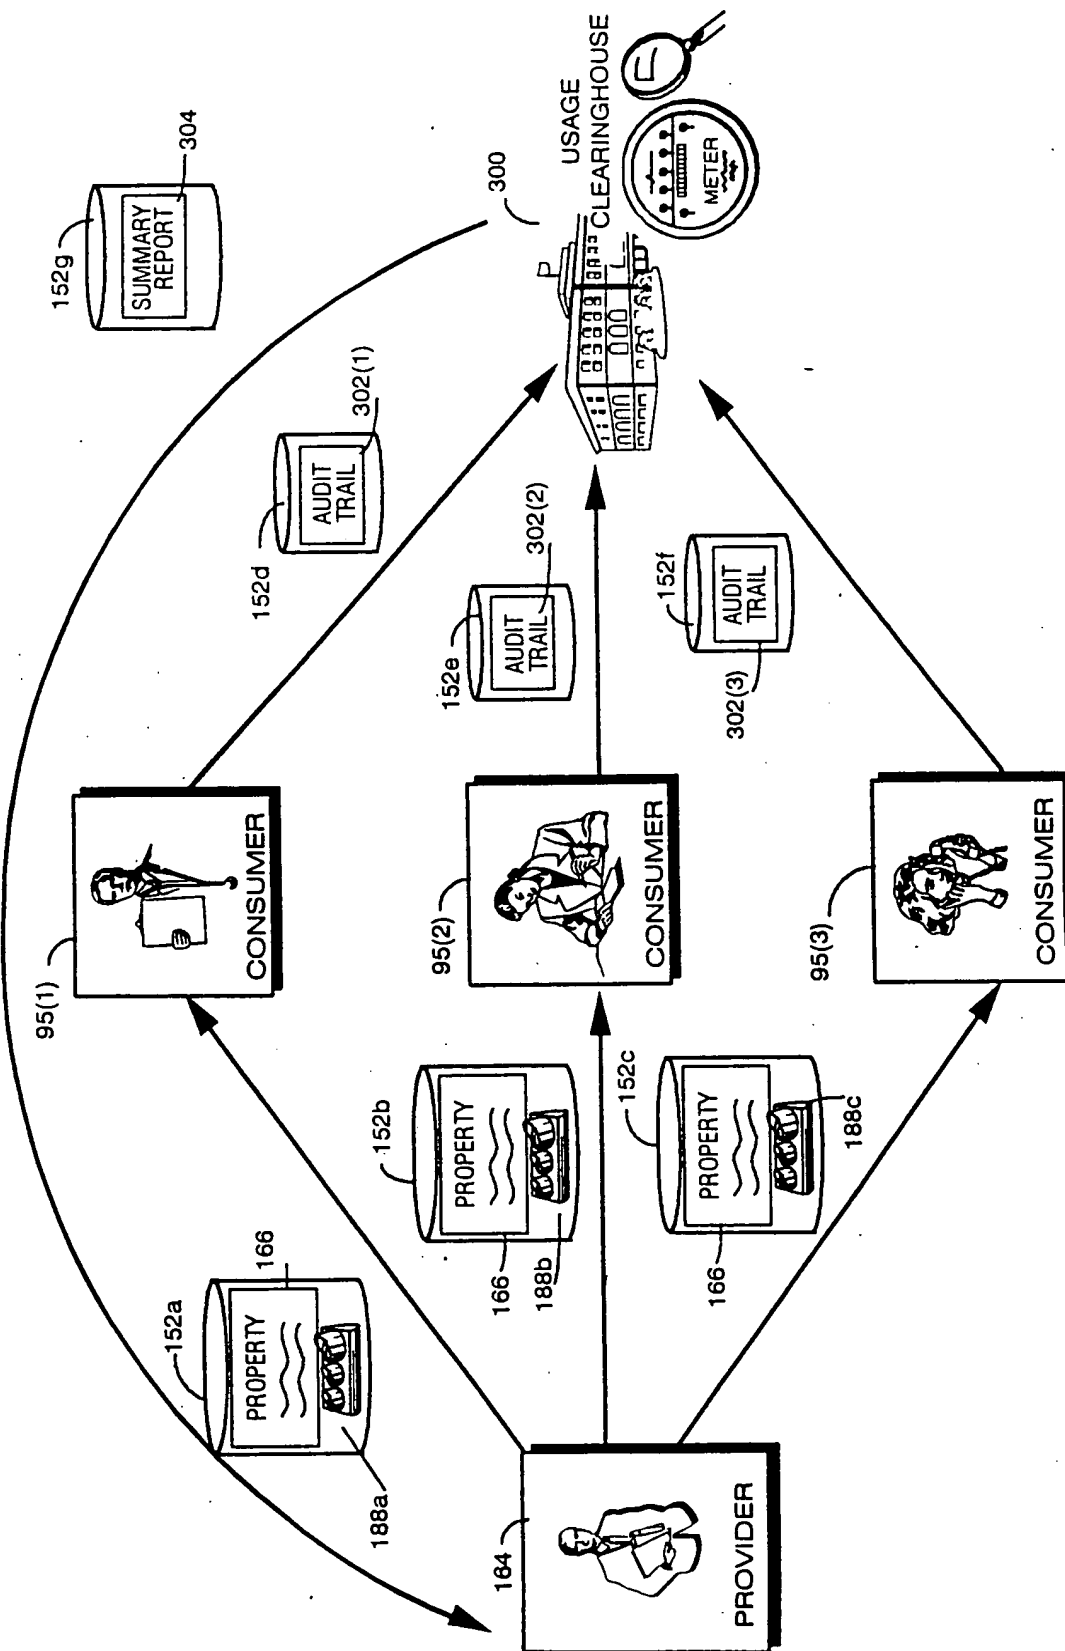 152g
SUMMARY
REPORT
304
152d
AUDIT
TRAIL
302(1)
300
USAGE
CLEARINGHOUSE
METER
95(1)
CONSUMER
152e
AUDIT
TRAIL
302(2)
152a
166
PROPERTY
188a
95(2)
CONSUMER
152f
AUDIT
TRAIL
302(3)
152b
PROPERTY
166
188b
152c
PROPERTY
166
188c
95(3)
CONSUMER
164
PROVIDER